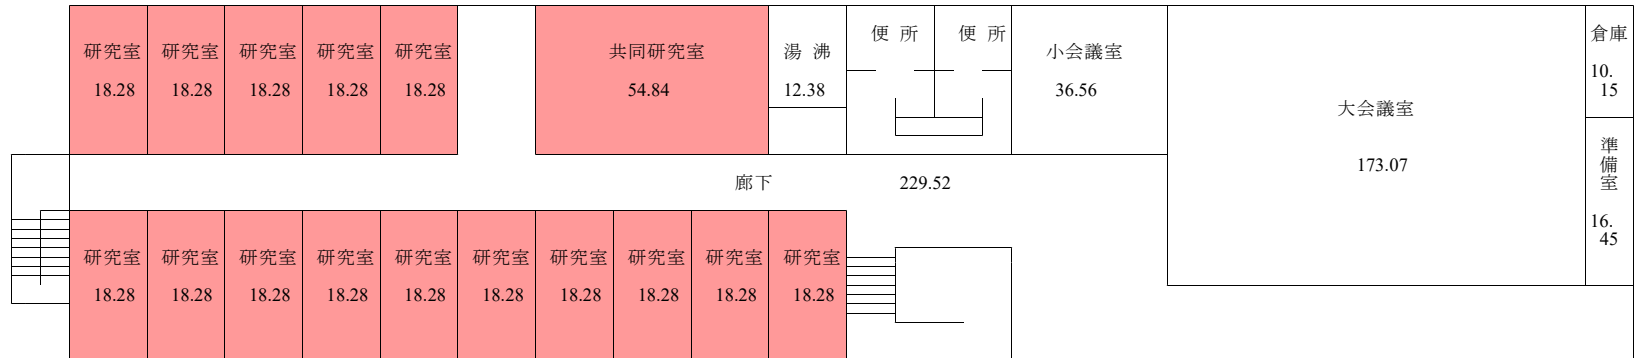 研究室 研究室 研究室 研究室 研究室 共同研究室 湯 沸 便 所 便 所 小会議室 倉庫
18.28 18.28 18.28 18.28 18.28 54.84 12.38 36.56 10.
15
大会議室
173.07
準備室
16.
45
廊下 229.52
研究室 研究室 研究室 研究室 研究室 研究室 研究室 研究室 研究室 研究室
18.28 18.28 18.28 18.28 18.28 18.28 18.28 18.28 18.28 18.28